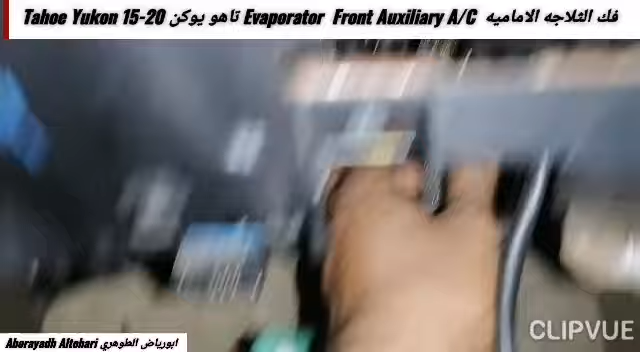 فك الثلاجه الاماميه Evaporator Front Auxiliary A/C تاهو يوكن Tahoe Yukon 15-20
Aborayadh Altohari ابورياض الطوهري
CLIPVUE